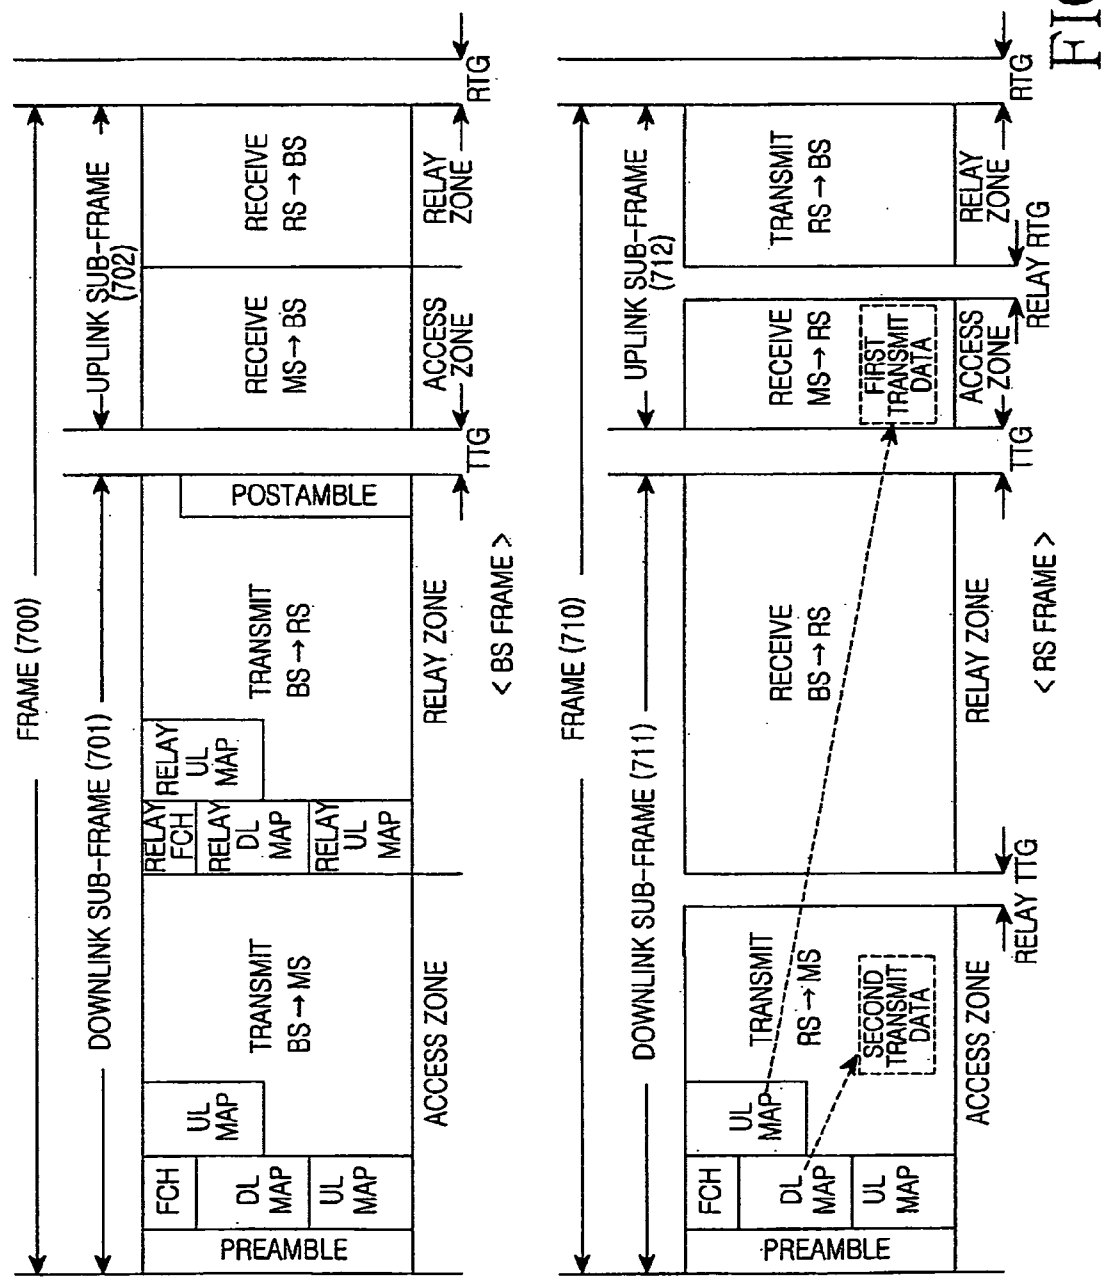 FRAME (700)
DOWNLINK SUB-FRAME (701)
UPLINK SUB-FRAME
(702)
PREAMBLE
FCH
DL
MAP
UL
MAP
UL
MAP
TRANSMIT
BS→MS
RELAY
FCH
RELAY
DL
MAP
RELAY
UL
MAP
RELAY
UL
MAP
TRANSMIT
BS→RS
POSTAMBLE
RECEIVE
MS→BS
RECEIVE
RS→BS
ACCESS ZONE
RELAY ZONE
TTG
ACCESS
ZONE
RELAY
ZONE
RTG
< BS FRAME >
FRAME (710)
DOWNLINK SUB-FRAME (711)
UPLINK SUB-FRAME
(712)
PREAMBLE
FCH
DL
MAP
UL
MAP
UL
MAP
TRANSMIT
RS→MS
SECOND
TRANSMIT
DATA
RECEIVE
BS→RS
RECEIVE
MS→RS
FIRST
TRANSMIT
DATA
TRANSMIT
RS→BS
ACCESS ZONE
RELAY TTG
RELAY ZONE
TTG
ACCESS
ZONE
RELAY RTG
RELAY
ZONE
RTG
< RS FRAME >